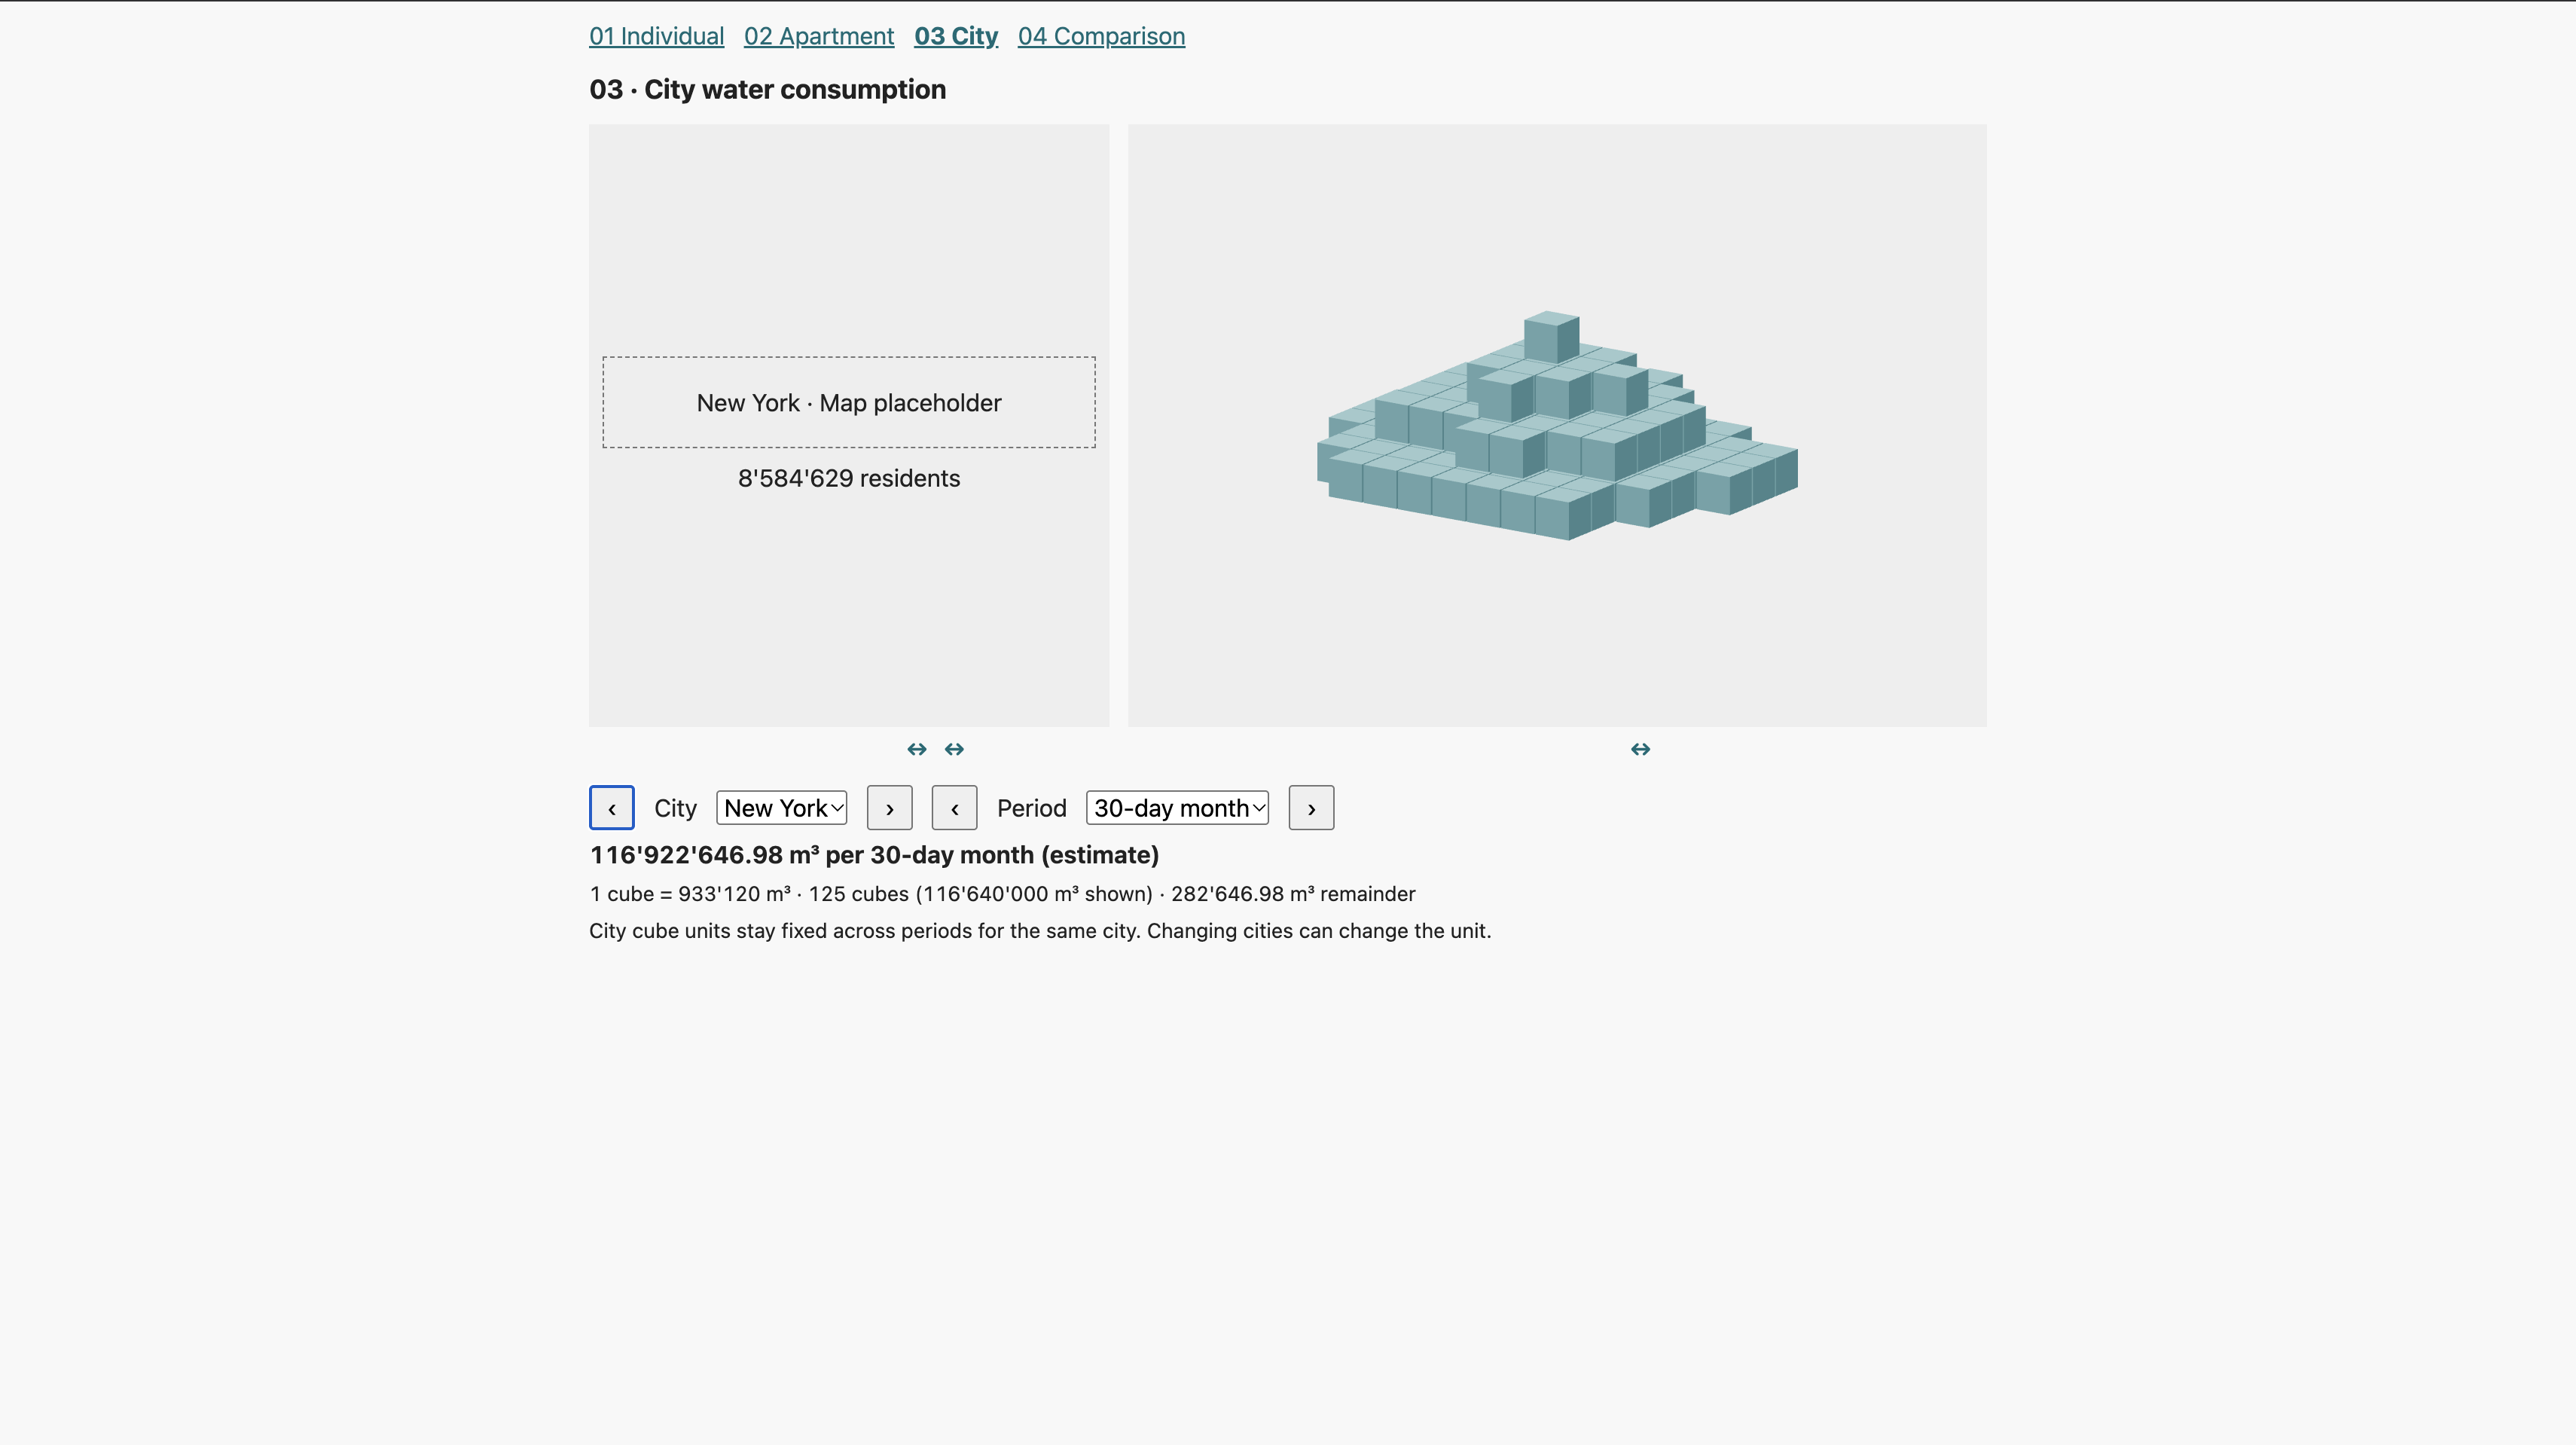 01 Individual 02 Apartment 03 City 04 Comparison
03 · City water consumption
New York · Map placeholder
8'584'629 residents
↔ ↔ ↔
‹ City New York › ‹ Period 30-day month ›
116'922'646.98 m³ per 30-day month (estimate)
1 cube = 933'120 m³ · 125 cubes (116'640'000 m³ shown) · 282'646.98 m³ remainder
City cube units stay fixed across periods for the same city. Changing cities can change the unit.